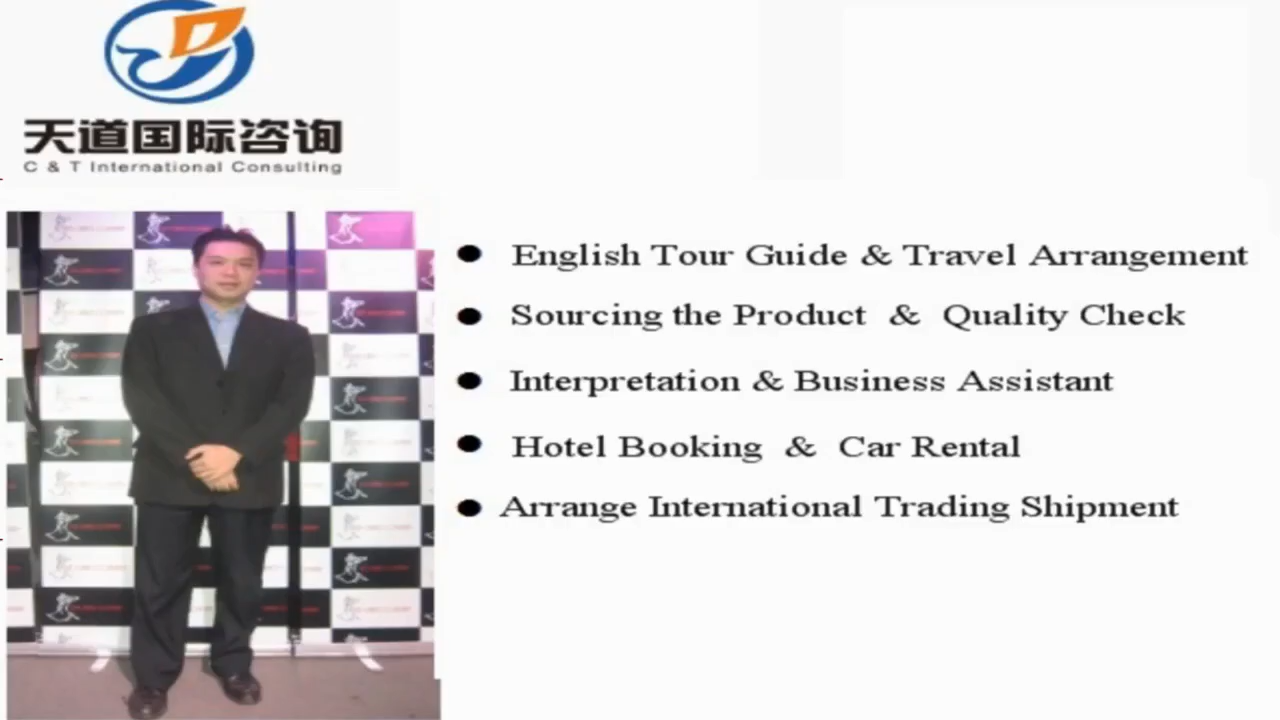 天道国际咨询
C & T International Consulting
English Tour Guide & Travel Arrangement
Sourcing the Product & Quality Check
Interpretation & Business Assistant
Hotel Booking & Car Rental
Arrange International Trading Shipment